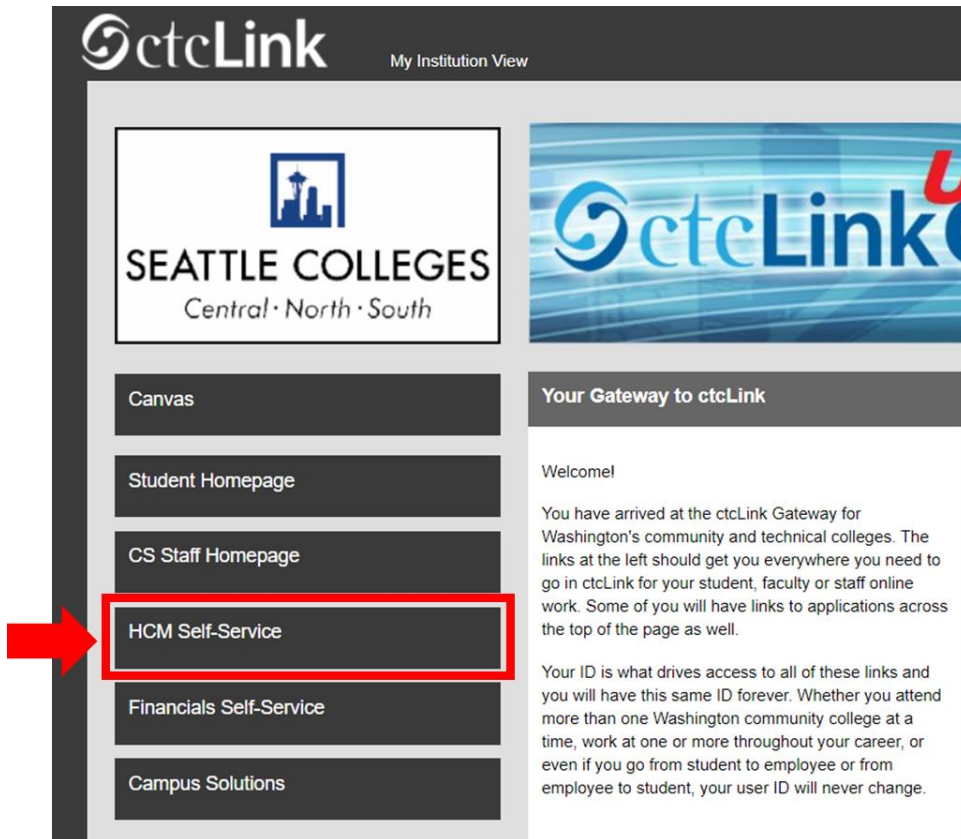 ctcLink
My Institution View
SEATTLE COLLEGES
Central · North · South
ctcLink
Canvas
Student Homepage
CS Staff Homepage
HCM Self-Service
Financials Self-Service
Campus Solutions
Your Gateway to ctcLink
Welcome!
You have arrived at the ctcLink Gateway for
Washington's community and technical colleges. The
links at the left should get you everywhere you need to
go in ctcLink for your student, faculty or staff online
work. Some of you will have links to applications across
the top of the page as well.
Your ID is what drives access to all of these links and
you will have this same ID forever. Whether you attend
more than one Washington community college at a
time, work at one or more throughout your career, or
even if you go from student to employee or from
employee to student, your user ID will never change.